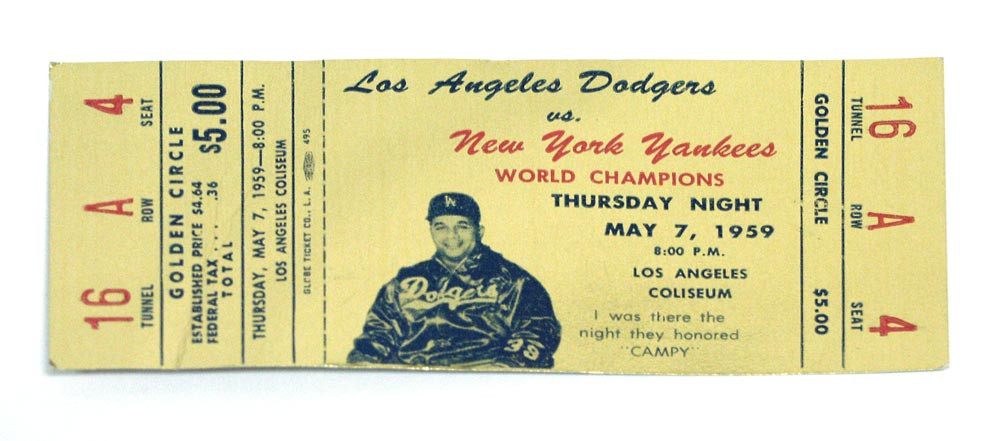 16 A 4
TUNNEL ROW SEAT
GOLDEN CIRCLE
ESTABLISHED PRICE $4.64
FEDERAL TAX . . . .36
TOTAL $5.00
THURSDAY, MAY 7, 1959—8:00 P.M.
LOS ANGELES COLISEUM
GLOBE TICKET CO., L.A. 495
Los Angeles Dodgers
vs.
New York Yankees
WORLD CHAMPIONS
THURSDAY NIGHT
MAY 7, 1959
8:00 P.M.
LOS ANGELES
COLISEUM
I was there the
night they honored
"CAMPY"
LA
Dodgers
39
GOLDEN CIRCLE $5.00
TUNNEL ROW SEAT
16 A 4